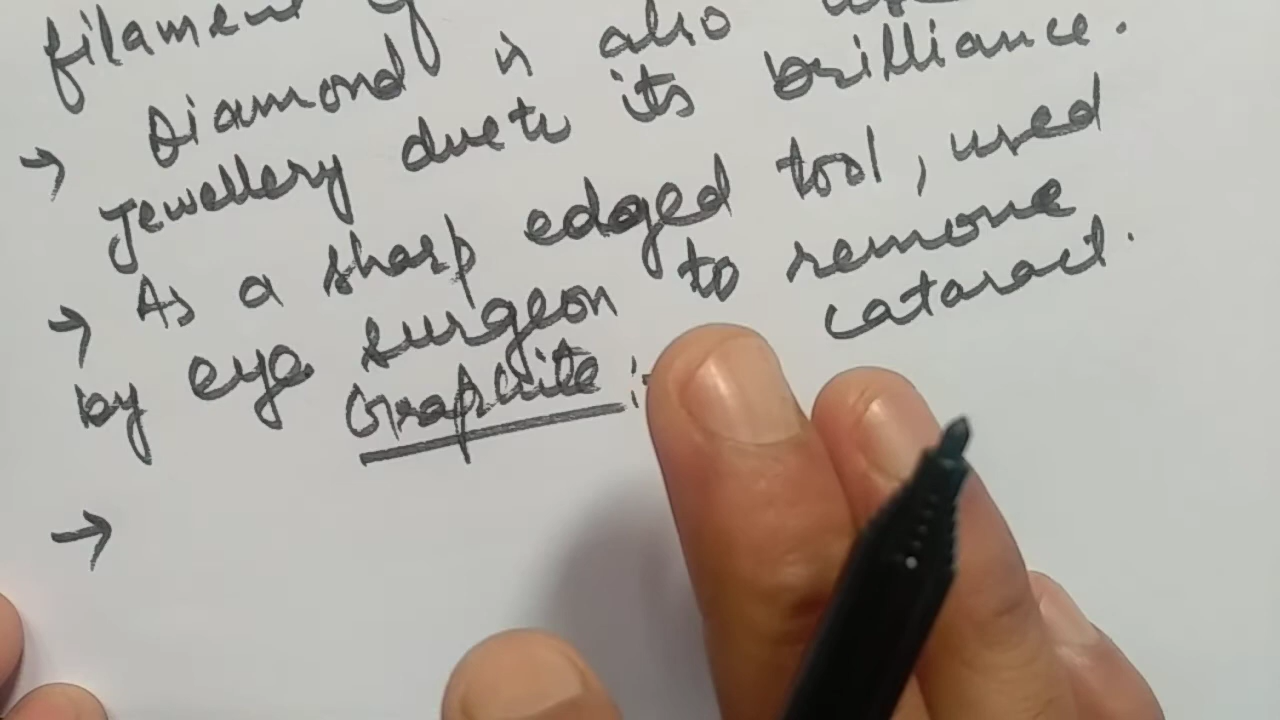 filament
→ Diamond is also
jewellery due to its brilliance.
→ As a sharp edged tool, used
by eye surgeon to remove
cataract.
Graphite :
→